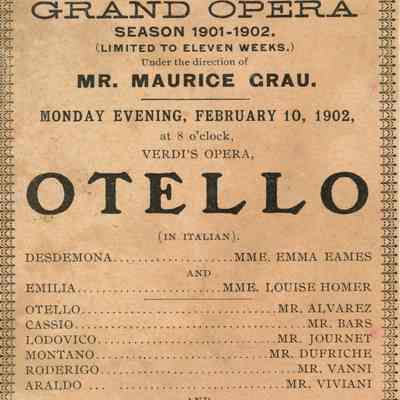 GRAND OPERA
SEASON 1901-1902.
(LIMITED TO ELEVEN WEEKS.)
Under the direction of
MR. MAURICE GRAU.
MONDAY EVENING, FEBRUARY 10, 1902,
at 8 o'clock,
VERDI'S OPERA,
OTELLO
(IN ITALIAN).
DESDEMONA....................MME. EMMA EAMES
AND
EMILIA....................MME. LOUISE HOMER
OTELLO....................MR. ALVAREZ
CASSIO....................MR. BARS
LODOVICO....................MR. JOURNET
MONTANO....................MR. DUFRICHE
RODERIGO....................MR. VANNI
ARALDO ... ....................MR. VIVIANI
AND